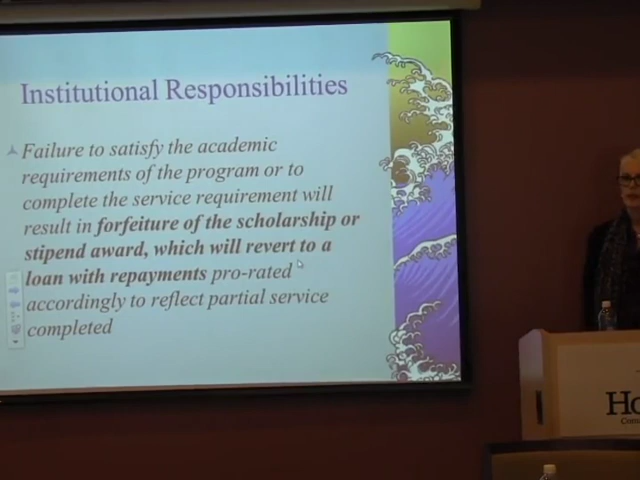 Institutional Responsibilities
Failure to satisfy the academic
requirements of the program or to
complete the service requirement will
result in forfeiture of the scholarship or
stipend award, which will revert to a
loan with repayments pro-rated
accordingly to reflect partial service
completed
Ho
Com